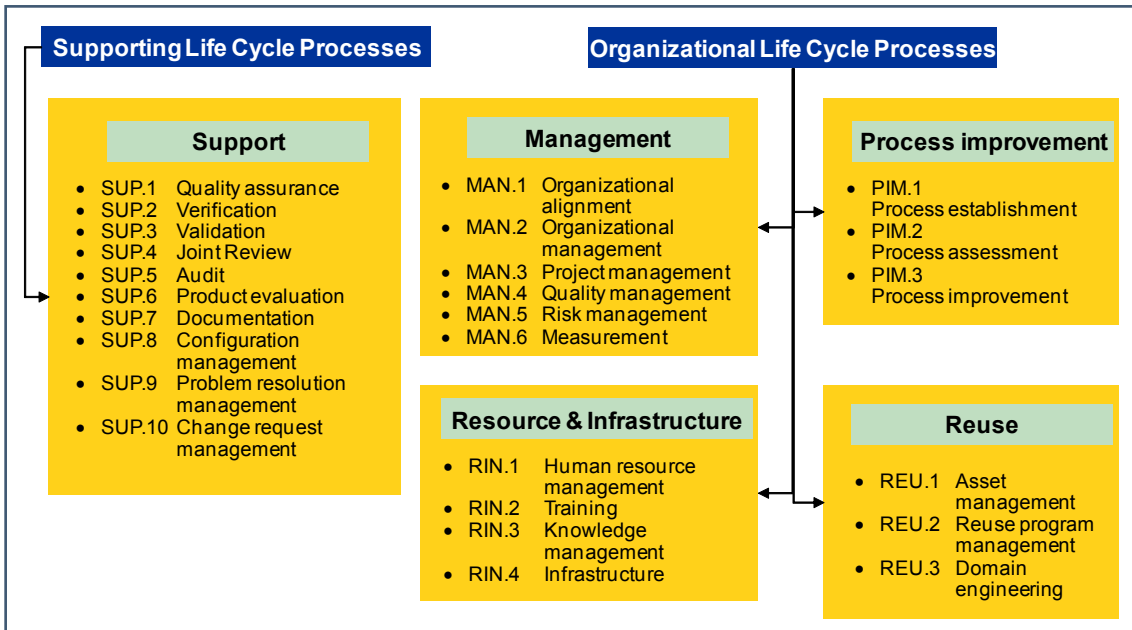 Supporting Life Cycle Processes
Organizational Life Cycle Processes
Support
• SUP.1 Quality assurance
• SUP.2 Verification
• SUP.3 Validation
• SUP.4 Joint Review
• SUP.5 Audit
• SUP.6 Product evaluation
• SUP.7 Documentation
• SUP.8 Configuration
management
• SUP.9 Problem resolution
management
• SUP.10 Change request
management
Management
• MAN.1 Organizational
alignment
• MAN.2 Organizational
management
• MAN.3 Project management
• MAN.4 Quality management
• MAN.5 Risk management
• MAN.6 Measurement
Process improvement
• PIM.1
Process establishment
• PIM.2
Process assessment
• PIM.3
Process improvement
Resource & Infrastructure
• RIN.1 Human resource
management
• RIN.2 Training
• RIN.3 Knowledge
management
• RIN.4 Infrastructure
Reuse
• REU.1 Asset
management
• REU.2 Reuse program
management
• REU.3 Domain
engineering